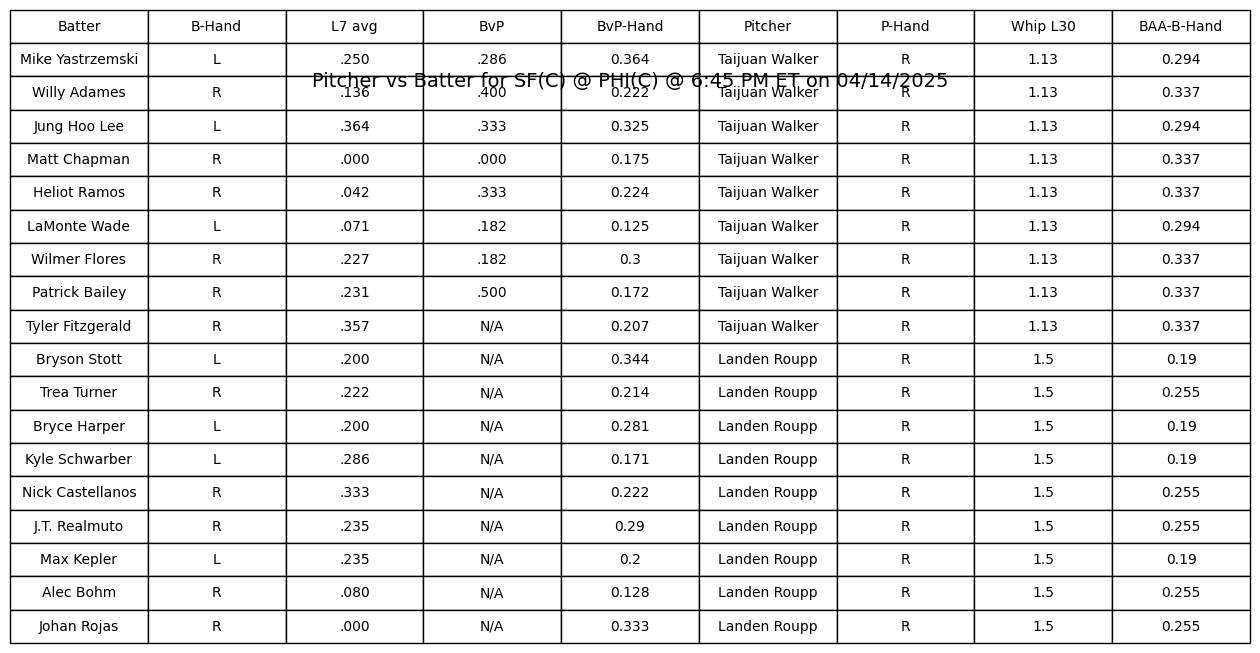 Batter B-Hand L7 avg BvP BvP-Hand Pitcher P-Hand Whip L30 BAA-B-Hand
Mike Yastrzemski L .250 .286 0.364 Taijuan Walker R 1.13 0.294
Pitcher vs Batter for SF(C) @ PHI(C) @ 6:45 PM ET on 04/14/2025
Willy Adames R .136 .400 0.222 Taijuan Walker R 1.13 0.337
Jung Hoo Lee L .364 .333 0.325 Taijuan Walker R 1.13 0.294
Matt Chapman R .000 .000 0.175 Taijuan Walker R 1.13 0.337
Heliot Ramos R .042 .333 0.224 Taijuan Walker R 1.13 0.337
LaMonte Wade L .071 .182 0.125 Taijuan Walker R 1.13 0.294
Wilmer Flores R .227 .182 0.3 Taijuan Walker R 1.13 0.337
Patrick Bailey R .231 .500 0.172 Taijuan Walker R 1.13 0.337
Tyler Fitzgerald R .357 N/A 0.207 Taijuan Walker R 1.13 0.337
Bryson Stott L .200 N/A 0.344 Landen Roupp R 1.5 0.19
Trea Turner R .222 N/A 0.214 Landen Roupp R 1.5 0.255
Bryce Harper L .200 N/A 0.281 Landen Roupp R 1.5 0.19
Kyle Schwarber L .286 N/A 0.171 Landen Roupp R 1.5 0.19
Nick Castellanos R .333 N/A 0.222 Landen Roupp R 1.5 0.255
J.T. Realmuto R .235 N/A 0.29 Landen Roupp R 1.5 0.255
Max Kepler L .235 N/A 0.2 Landen Roupp R 1.5 0.19
Alec Bohm R .080 N/A 0.128 Landen Roupp R 1.5 0.255
Johan Rojas R .000 N/A 0.333 Landen Roupp R 1.5 0.255